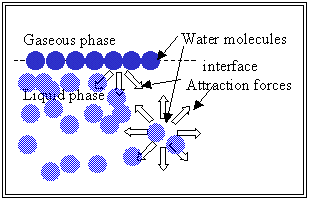 Gaseous phase
Water molecules
interface
Liquid phase
Attraction forces